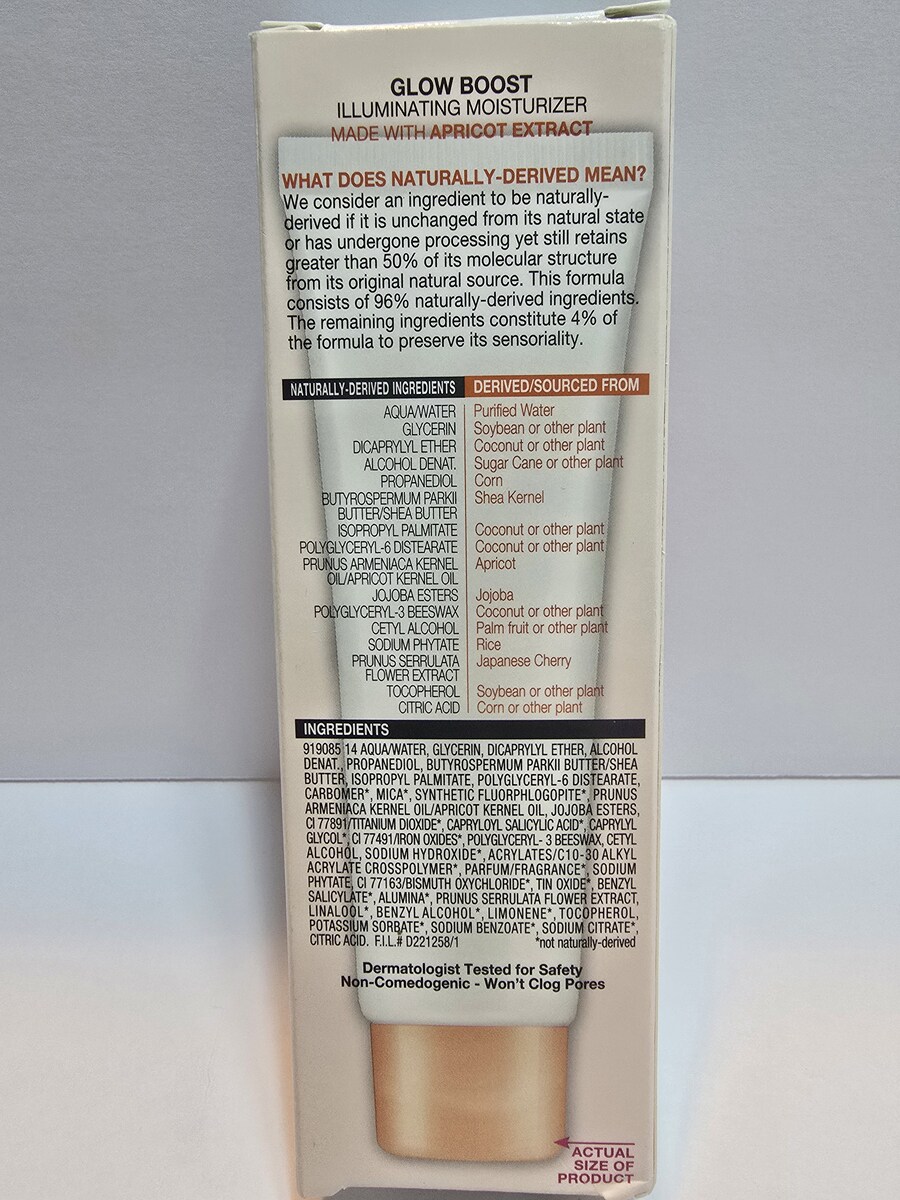 GLOW BOOST
ILLUMINATING MOISTURIZER
MADE WITH APRICOT EXTRACT
WHAT DOES NATURALLY-DERIVED MEAN?
We consider an ingredient to be naturally-
derived if it is unchanged from its natural state
or has undergone processing yet still retains
greater than 50% of its molecular structure
from its original natural source. This formula
consists of 96% naturally-derived ingredients.
The remaining ingredients constitute 4% of
the formula to preserve its sensoriality.
NATURALLY-DERIVED INGREDIENTS DERIVED/SOURCED FROM
AQUA/WATER Purified Water
GLYCERIN Soybean or other plant
DICAPRYLYL ETHER Coconut or other plant
ALCOHOL DENAT. Sugar Cane or other plant
PROPANEDIOL Corn
BUTYROSPERMUM PARKII Shea Kernel
BUTTER/SHEA BUTTER
ISOPROPYL PALMITATE Coconut or other plant
POLYGLYCERYL-6 DISTEARATE Coconut or other plant
PRUNUS ARMENIACA KERNEL Apricot
OIL/APRICOT KERNEL OIL
JOJOBA ESTERS Jojoba
POLYGLYCERYL-3 BEESWAX Coconut or other plant
CETYL ALCOHOL Palm fruit or other plant
SODIUM PHYTATE Rice
PRUNUS SERRULATA Japanese Cherry
FLOWER EXTRACT
TOCOPHEROL Soybean or other plant
CITRIC ACID Corn or other plant
INGREDIENTS
919085 14 AQUA/WATER, GLYCERIN, DICAPRYLYL ETHER, ALCOHOL
DENAT., PROPANEDIOL, BUTYROSPERMUM PARKII BUTTER/SHEA
BUTTER, ISOPROPYL PALMITATE, POLYGLYCERYL-6 DISTEARATE,
CARBOMER*, MICA*, SYNTHETIC FLUORPHLOGOPITE*, PRUNUS
ARMENIACA KERNEL OIL/APRICOT KERNEL OIL, JOJOBA ESTERS,
CI 77891/TITANIUM DIOXIDE*, CAPRYLOYL SALICYLIC ACID*, CAPRYLYL
GLYCOL*, CI 77491/IRON OXIDES*, POLYGLYCERYL- 3 BEESWAX, CETYL
ALCOHOL, SODIUM HYDROXIDE*, ACRYLATES/C10-30 ALKYL
ACRYLATE CROSSPOLYMER*, PARFUM/FRAGRANCE*, SODIUM
PHYTATE, CI 77163/BISMUTH OXYCHLORIDE*, TIN OXIDE*, BENZYL
SALICYLATE*, ALUMINA*, PRUNUS SERRULATA FLOWER EXTRACT,
LINALOOL*, BENZYL ALCOHOL*, LIMONENE*, TOCOPHEROL,
POTASSIUM SORBATE*, SODIUM BENZOATE*, SODIUM CITRATE*,
CITRIC ACID. F.I.L.# D221258/1 *not naturally-derived
Dermatologist Tested for Safety
Non-Comedogenic - Won't Clog Pores
ACTUAL
SIZE OF
PRODUCT